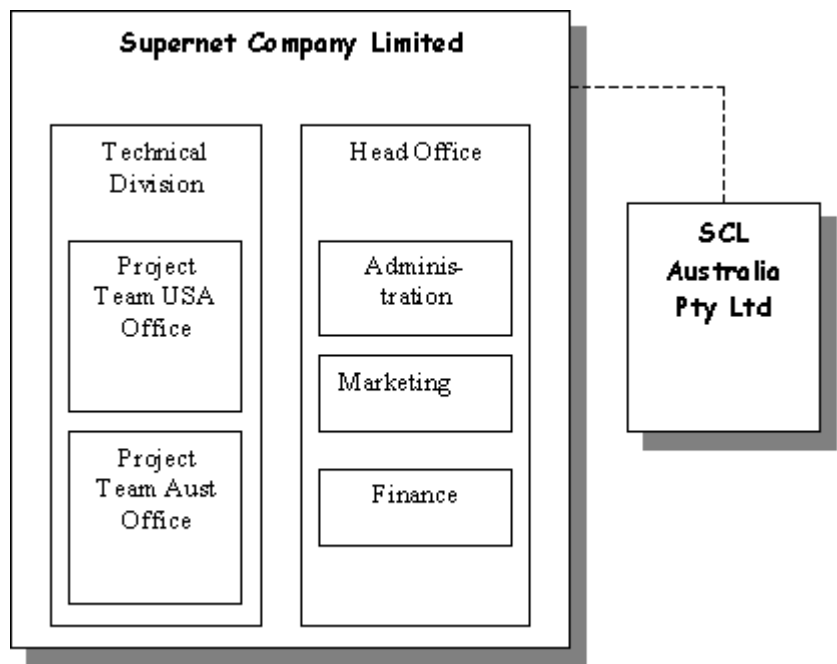 Supernet Company Limited
Technical
Division
Project
Team USA
Office
Project
Team Aust
Office
Head Office
Adminis-
tration
Marketing
Finance
SCL
Australia
Pty Ltd